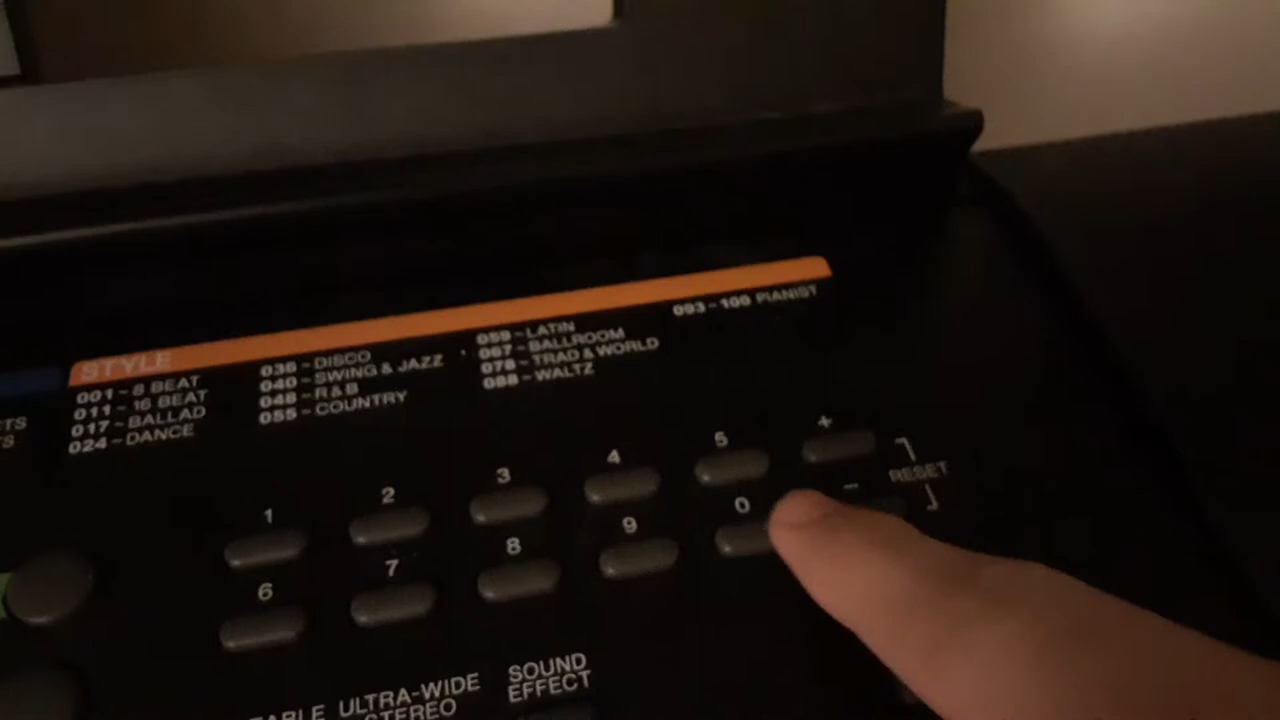 STYLE
001~8 BEAT
011~16 BEAT
017~BALLAD
024~DANCE
036~DISCO
040~SWING & JAZZ
048~R&B
055~COUNTRY
059~LATIN
067~BALLROOM
078~TRAD & WORLD
088~WALTZ
093~100 PIANIST
TS
S
1
2
3
4
5
+
6
7
8
9
0
-
RESET
ULTRA-WIDE
STEREO
SOUND
EFFECT